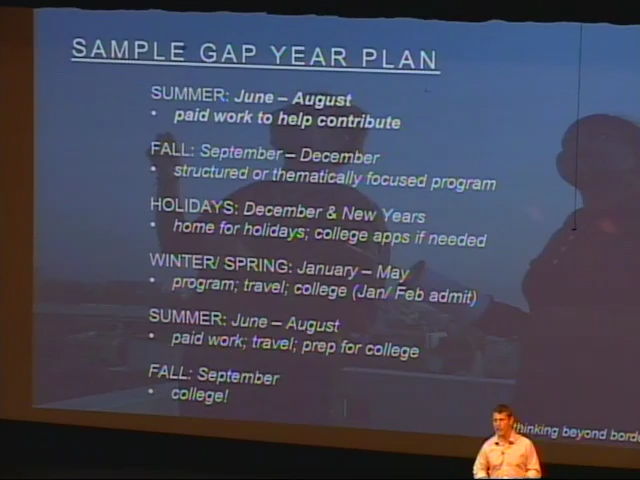 SAMPLE GAP YEAR PLAN
SUMMER: June – August
• paid work to help contribute
FALL: September – December
• structured or thematically focused program
HOLIDAYS: December & New Years
• home for holidays; college apps if needed
WINTER/ SPRING: January – May
• program; travel; college (Jan/ Feb admit)
SUMMER: June – August
• paid work; travel; prep for college
FALL: September
• college!
thinking beyond